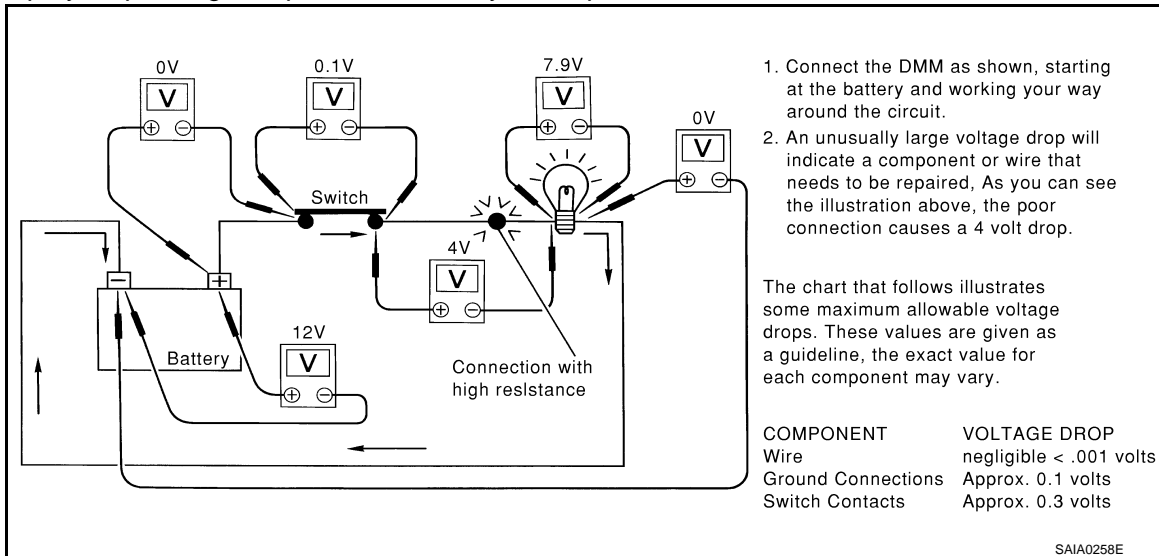 0V
0.1V
7.9V
0V
V
V
V
V
+ −
+ −
+ −
+ −
Switch
4V
V
+ −
− +
Battery
12V
V
+ −
Connection with
high reslstance
1. Connect the DMM as shown, starting
at the battery and working your way
around the circuit.
2. An unusually large voltage drop will
indicate a component or wire that
needs to be repaired, As you can see
the illustration above, the poor
connection causes a 4 volt drop.
The chart that follows illustrates
some maximum allowable voltage
drops. These values are given as
a guideline, the exact value for
each component may vary.
COMPONENT VOLTAGE DROP
Wire negligible < .001 volts
Ground Connections Approx. 0.1 volts
Switch Contacts Approx. 0.3 volts
SAIA0258E